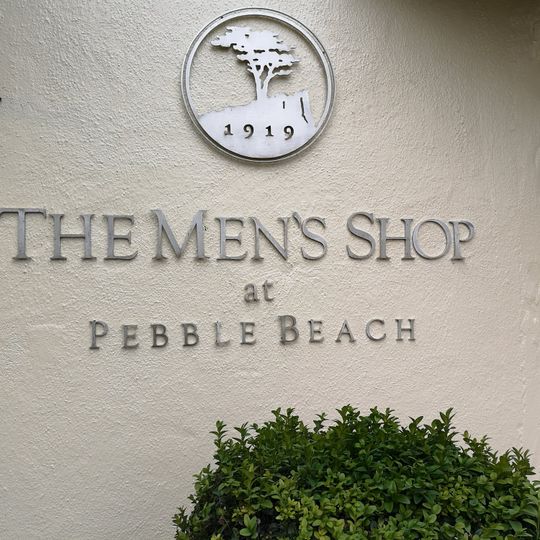 1919
THE MEN'S SHOP
at
PEBBLE BEACH